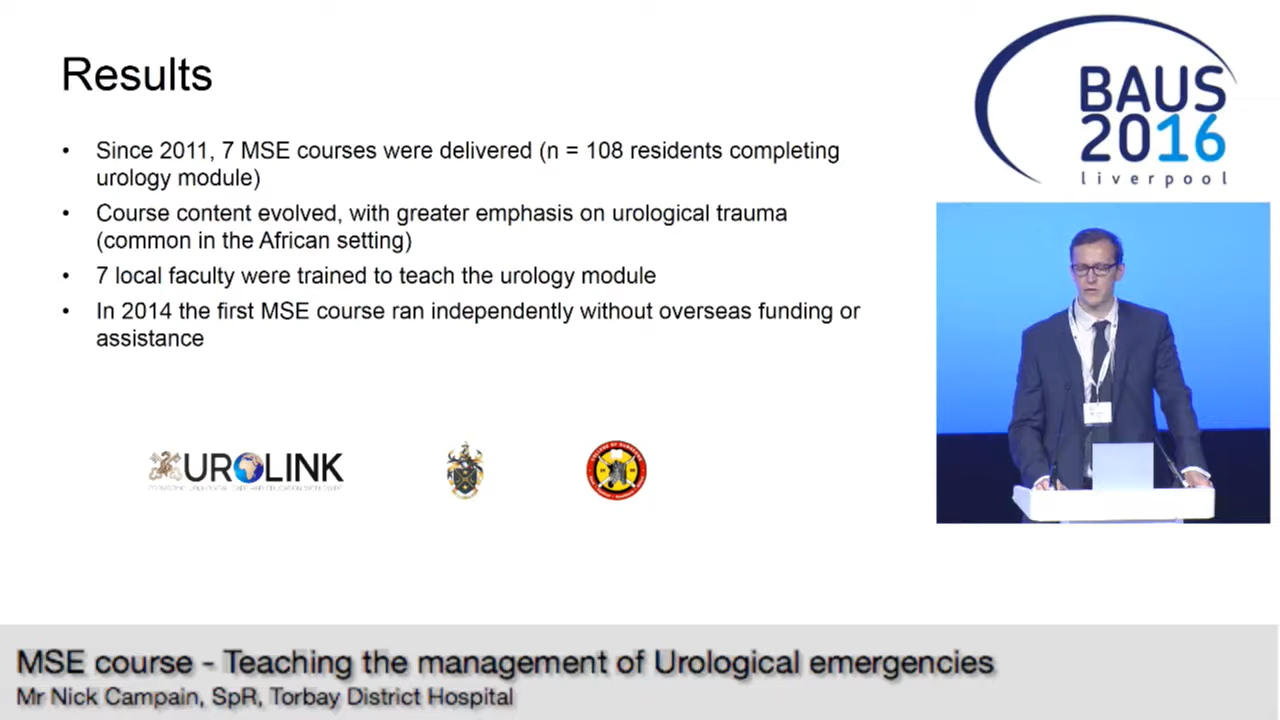 Results
• Since 2011, 7 MSE courses were delivered (n = 108 residents completing
urology module)
• Course content evolved, with greater emphasis on urological trauma
(common in the African setting)
• 7 local faculty were trained to teach the urology module
• In 2014 the first MSE course ran independently without overseas funding or
assistance
UROLINK
BAUS
2016
liverpool
MSE course - Teaching the management of Urological emergencies
Mr Nick Campain, SpR, Torbay District Hospital